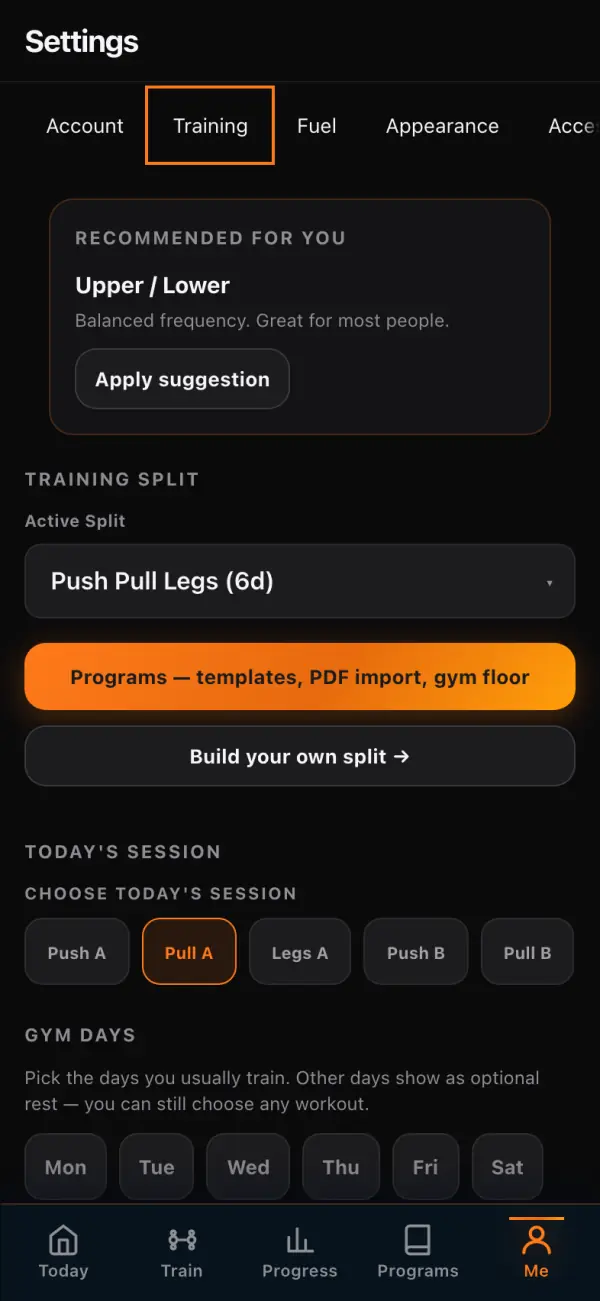 Settings
Account
Training
Fuel
Appearance
Acce
RECOMMENDED FOR YOU
Upper / Lower
Balanced frequency. Great for most people.
Apply suggestion
TRAINING SPLIT
Active Split
Push Pull Legs (6d)
Programs — templates, PDF import, gym floor
Build your own split →
TODAY'S SESSION
CHOOSE TODAY'S SESSION
Push A
Pull A
Legs A
Push B
Pull B
GYM DAYS
Pick the days you usually train. Other days show as optional
rest — you can still choose any workout.
Mon
Tue
Wed
Thu
Fri
Sat
Today
Train
Progress
Programs
Me